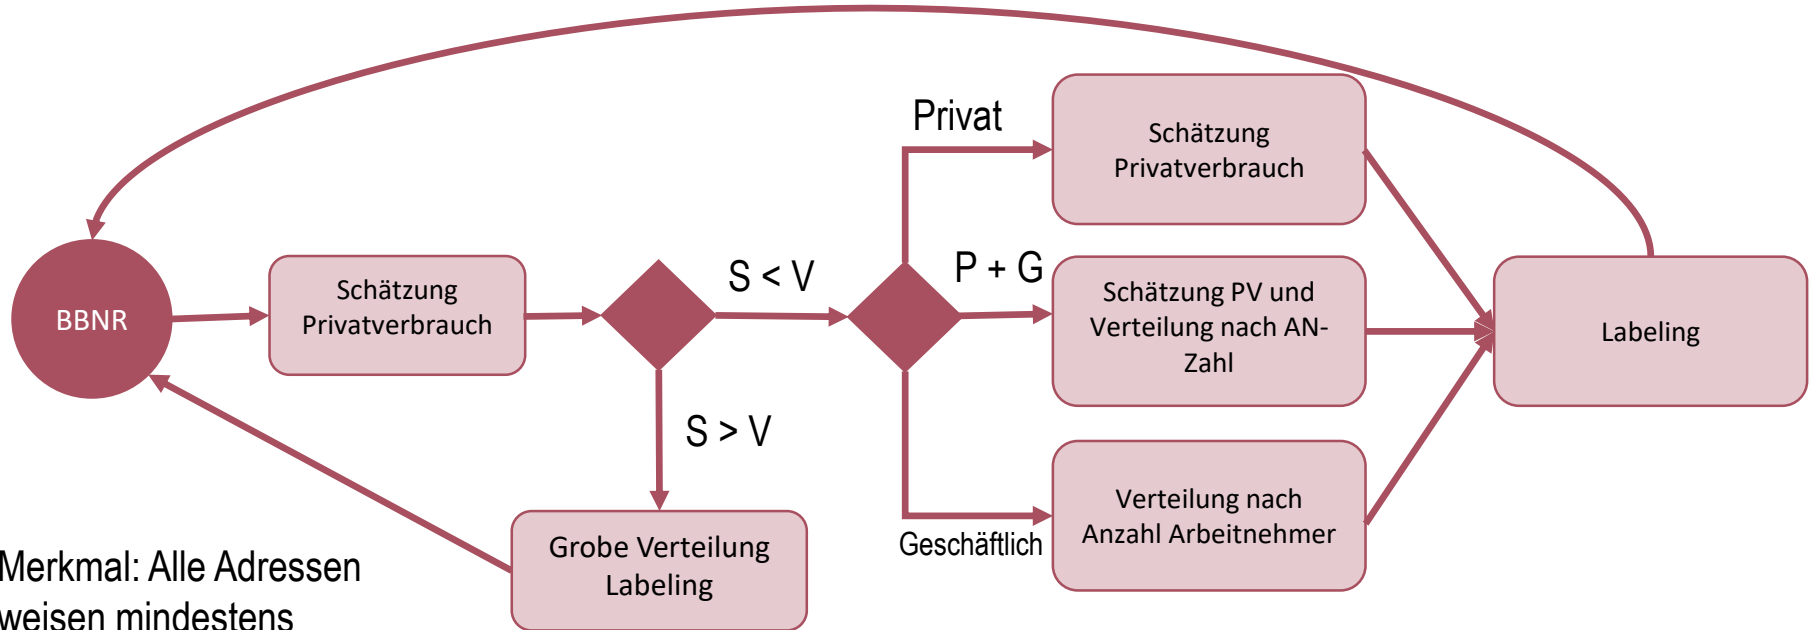 Privat
Schätzung
Privatverbrauch
BBNR
Schätzung
Privatverbrauch
S < V
P + G
Schätzung PV und
Verteilung nach AN-
Zahl
Labeling
S > V
Grobe Verteilung
Labeling
Geschäftlich
Verteilung nach
Anzahl Arbeitnehmer
Merkmal: Alle Adressen
weisen mindestens